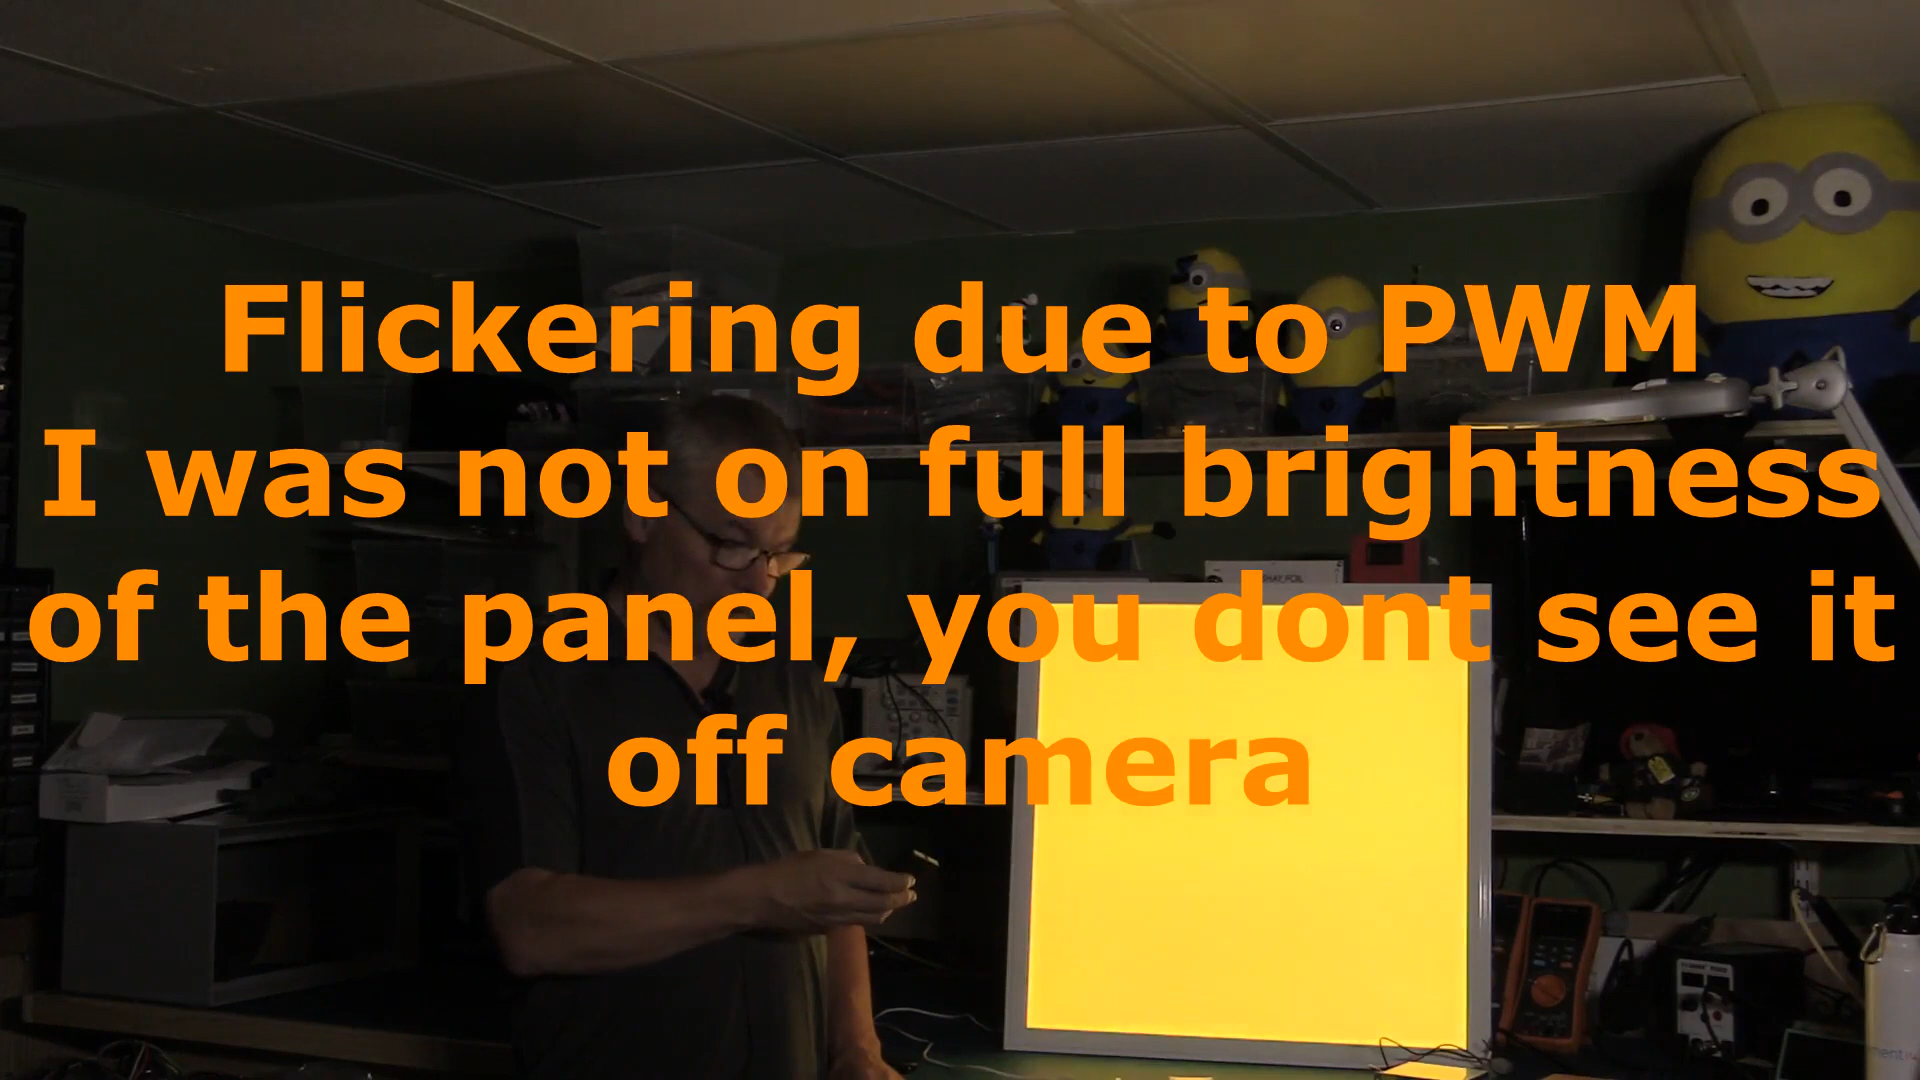 Flickering due to PWM
I was not on full brightness
of the panel, you dont see it
off camera